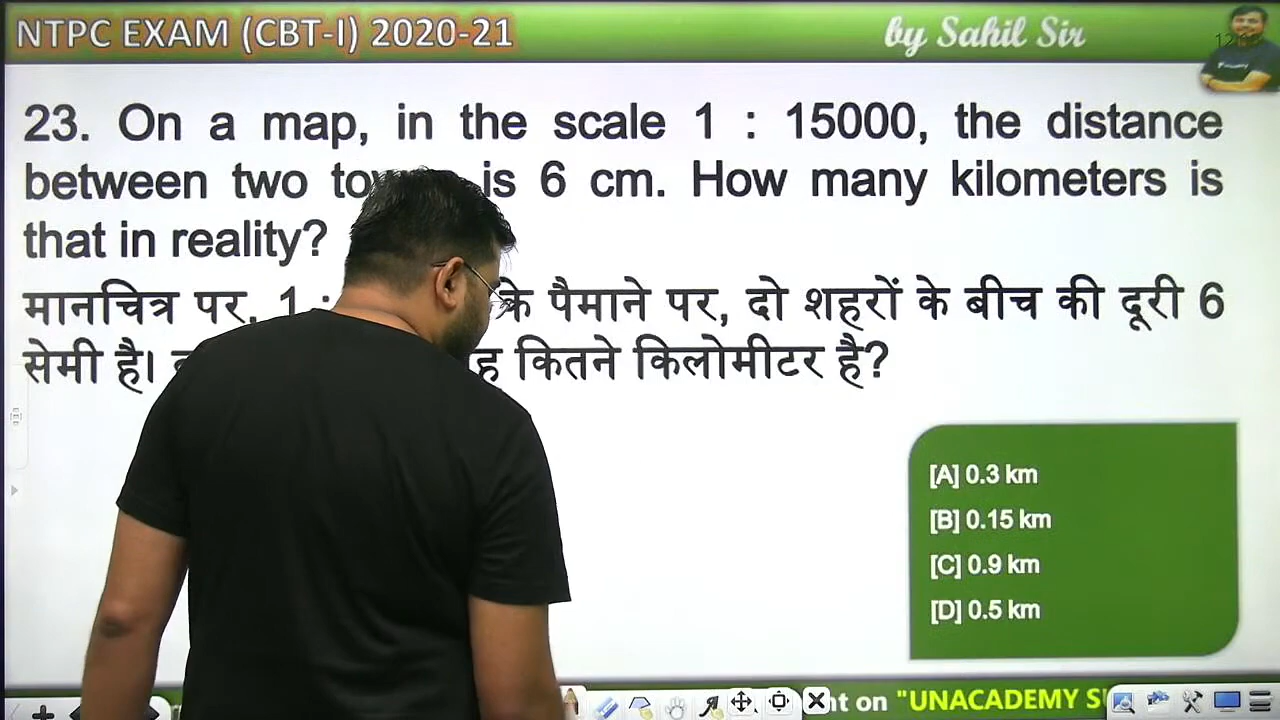 NTPC EXAM (CBT-I) 2020-21
by Sahil Sir
23. On a map, in the scale 1 : 15000, the distance
between two is 6 cm. How many kilometers is
that in reality?
मानचित्र पर, 1 : के पैमाने पर, दो शहरों के बीच की दूरी 6
सेमी है। कितने किलोमीटर है?
[A] 0.3 km
[B] 0.15 km
[C] 0.9 km
[D] 0.5 km
on "UNACADEMY